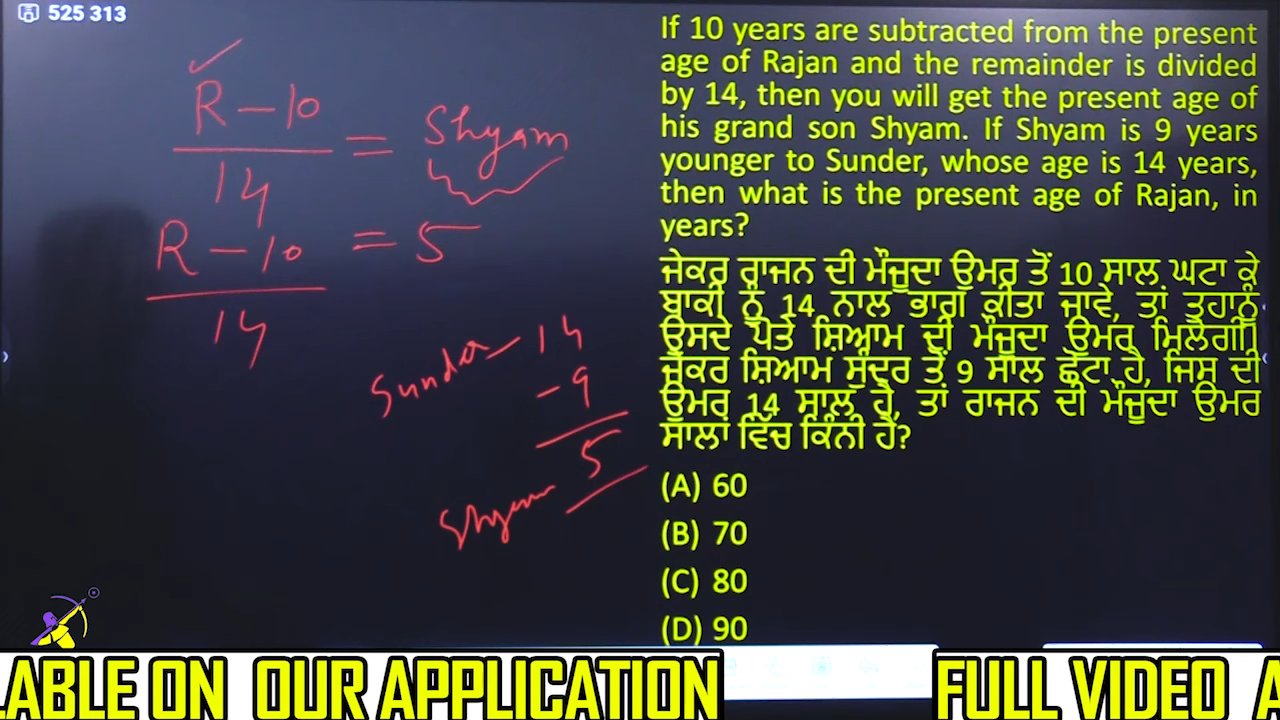 525 313
R - 10
14
= Shyam
R - 10
14
= 5
Sunder - 14
- 9
Shyam 5
If 10 years are subtracted from the present
age of Rajan and the remainder is divided
by 14, then you will get the present age of
his grand son Shyam. If Shyam is 9 years
younger to Sunder, whose age is 14 years,
then what is the present age of Rajan, in
years?
ਜੇਕਰ ਰਾਜਨ ਦੀ ਮੌਜੂਦਾ ਉਮਰ ਤੋਂ 10 ਸਾਲ ਘਟਾ ਕੇ
ਬਾਕੀ ਨੂੰ 14 ਨਾਲ ਭਾਗ ਕੀਤਾ ਜਾਵੇ, ਤਾਂ ਤੁਹਾਨੂੰ
ਉਸਦੇ ਪੋਤੇ ਸ਼ਿਆਮ ਦੀ ਮੌਜੂਦਾ ਉਮਰ ਮਿਲੇਗੀ।
ਜੇਕਰ ਸ਼ਿਆਮ ਸੁੰਦਰ ਤੋਂ 9 ਸਾਲ ਛੋਟਾ ਹੈ, ਜਿਸ ਦੀ
ਉਮਰ 14 ਸਾਲ ਹੈ, ਤਾਂ ਰਾਜਨ ਦੀ ਮੌਜੂਦਾ ਉਮਰ
ਸਾਲਾਂ ਵਿੱਚ ਕਿੰਨੀ ਹੈ?
(A) 60
(B) 70
(C) 80
(D) 90
LABLE ON OUR APPLICATION
FULL VIDEO A